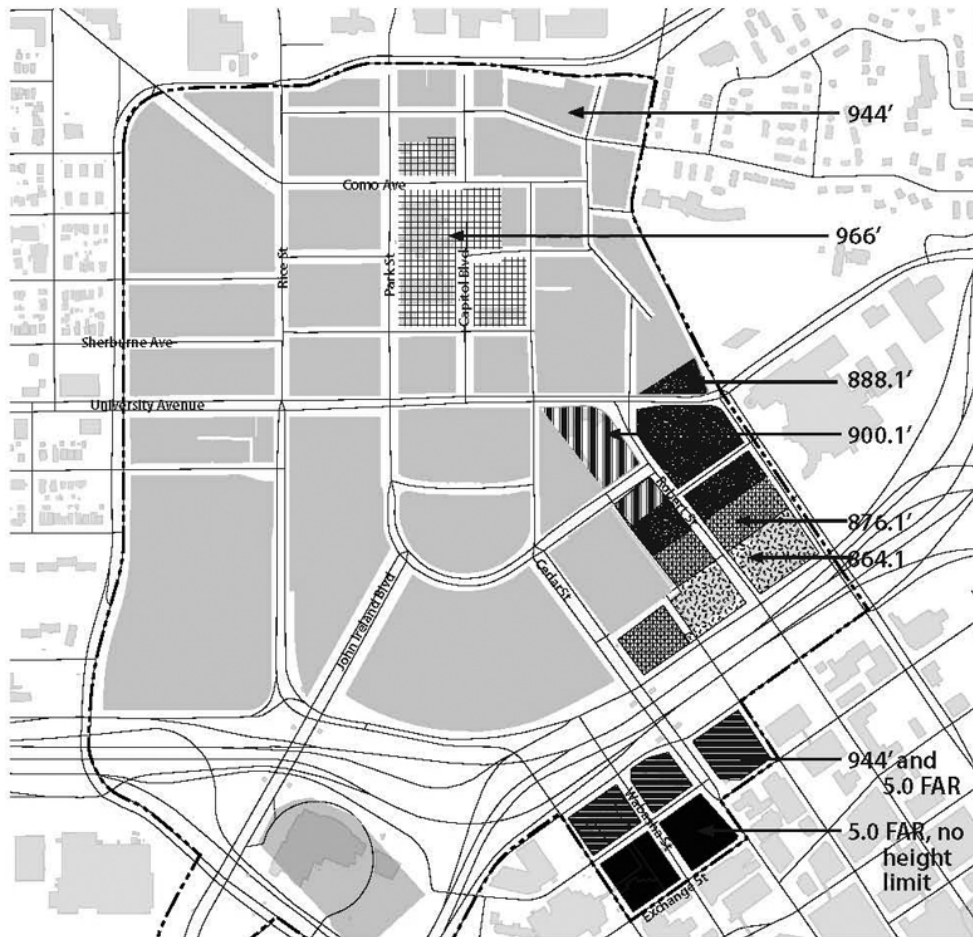 944′
Como Ave
966′
Rice St
Park St
Capitol Blvd
Sherburne Ave
888.1′
University Avenue
900.1′
Robert St
876.1′
864.1
Cedar St
John Ireland Blvd
944′ and
5.0 FAR
Wabasha St
5.0 FAR, no
height
limit
Exchange St